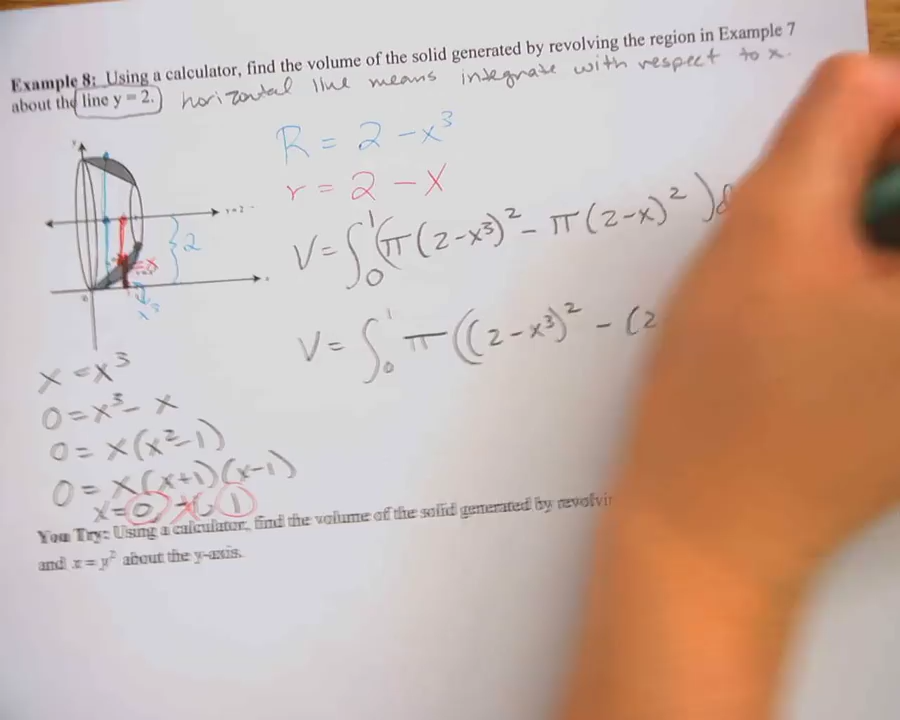 Example 8: Using a calculator, find the volume of the solid generated by revolving the region in Example 7
about the line y = 2. horizontal line means integrate with respect to x.
R = 2 - x³
r = 2 - x
V = ∫₀¹ (π(2-x³)² - π(2-x)²)d
V = ∫₀¹ π((2-x³)² - (2
y = 2
2
= x
x³
x = x³
0 = x³ - x
0 = x(x²-1)
0 = x(x+1)(x-1)
x = 0, -1, 1
You Try: Using a calculator, find the volume of the solid generated by revolvi
and x = y² about the y-axis.